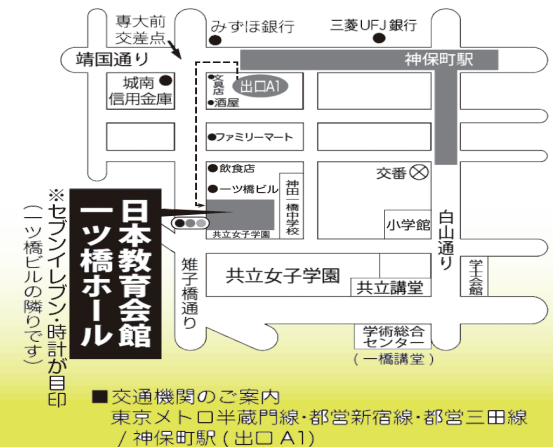 専大前
交差点
みずほ銀行
三菱UFJ銀行
靖国通り
神保町駅
城南
信用金庫
文具店
出口A1
酒屋
ファミリーマート
飲食店
一ツ橋ビル
神田一橋中学校
交番
小学館
白山通り
共立女子学園
日本教育会館
一ツ橋ホール
※セブンイレブン・時計が目印
(一ツ橋ビルの隣りです)
雉子橋通り
共立女子学園
共立講堂
学士会館
学術総合
センター
(一橋講堂)
■交通機関のご案内
東京メトロ半蔵門線・都営新宿線・都営三田線
/ 神保町駅 ( 出口 A1)